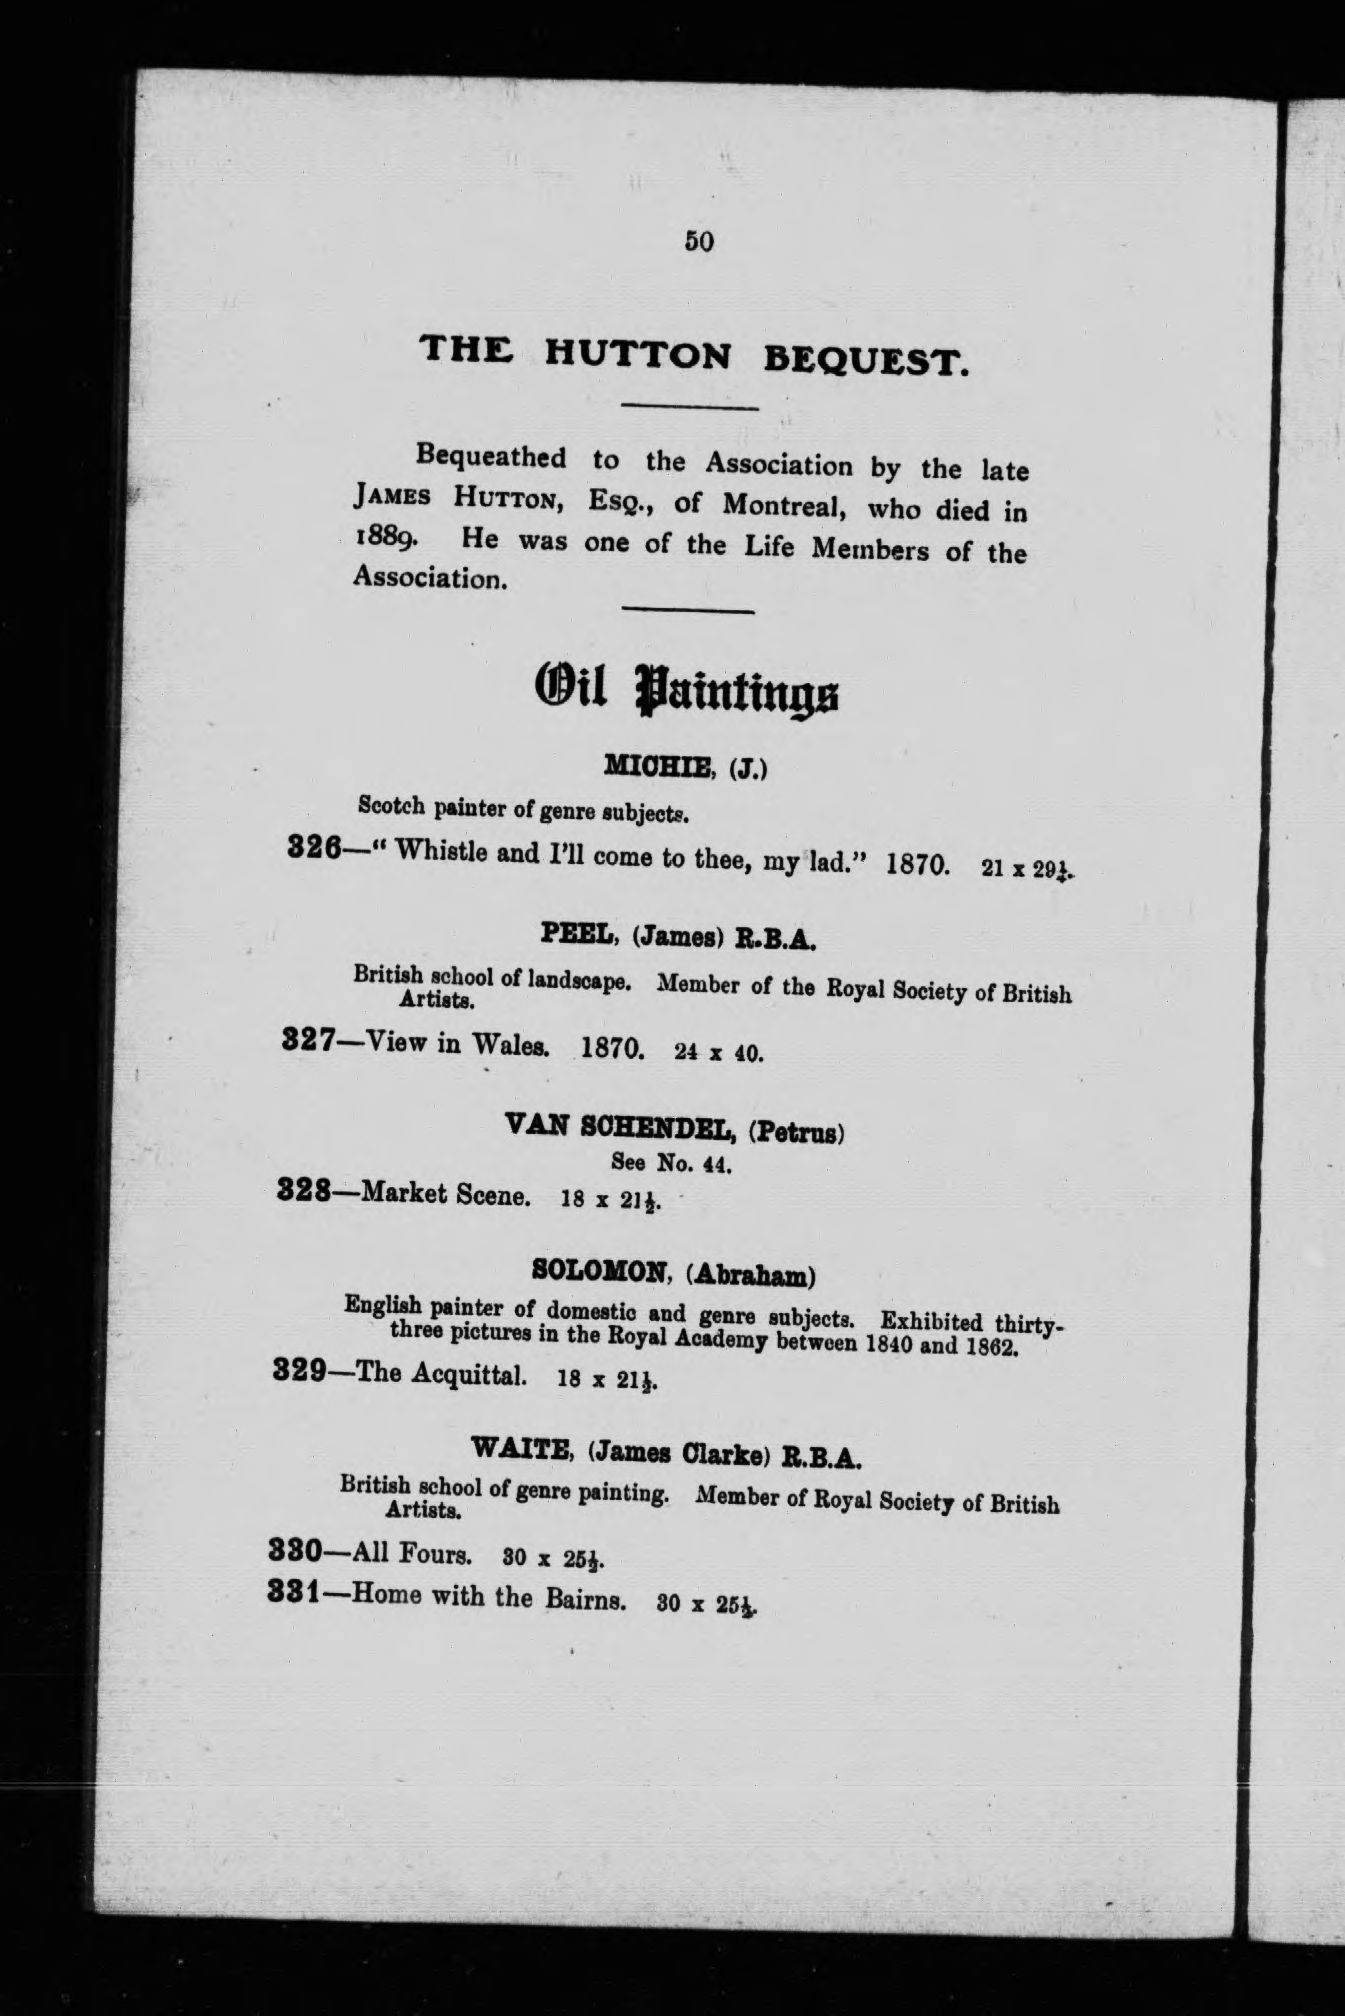 50
THE HUTTON BEQUEST.
Bequeathed to the Association by the late
JAMES HUTTON, ESQ., of Montreal, who died in
1889. He was one of the Life Members of the
Association.
Oil Paintings
MICHIE, (J.)
Scotch painter of genre subjects.
326—“ Whistle and I’ll come to thee, my lad.” 1870. 21 x 29¼.
PEEL, (James) R.B.A.
British school of landscape. Member of the Royal Society of British
Artists.
327—View in Wales. 1870. 24 x 40.
VAN SCHENDEL, (Petrus)
See No. 44.
328—Market Scene. 18 x 21½.
SOLOMON, (Abraham)
English painter of domestic and genre subjects. Exhibited thirty-
three pictures in the Royal Academy between 1840 and 1862.
329—The Acquittal. 18 x 21½.
WAITE, (James Clarke) R.B.A.
British school of genre painting. Member of Royal Society of British
Artists.
330—All Fours. 30 x 25½.
331—Home with the Bairns. 30 x 25½.